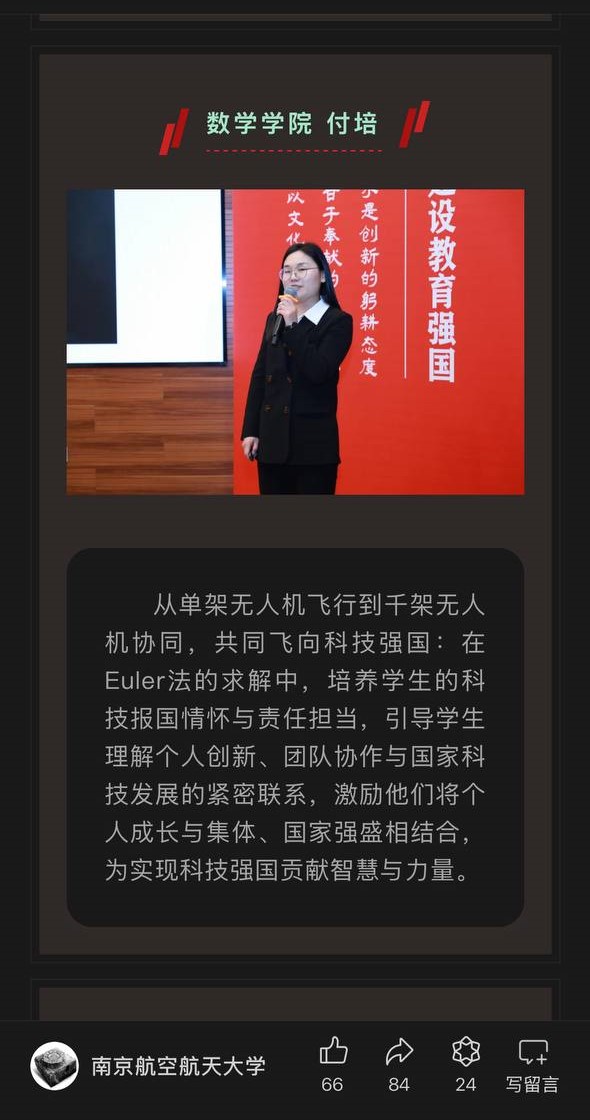 数学学院 付培
建设教育强国
示是创新的躬耕态度
甘于奉献的
以文化
从单架无人机飞行到千架无人
机协同，共同飞向科技强国：在
Euler法的求解中，培养学生的科
技报国情怀与责任担当，引导学生
理解个人创新、团队协作与国家科
技发展的紧密联系，激励他们将个
人成长与集体、国家强盛相结合，
为实现科技强国贡献智慧与力量。
南京航空航天大学
66
84
24
写留言